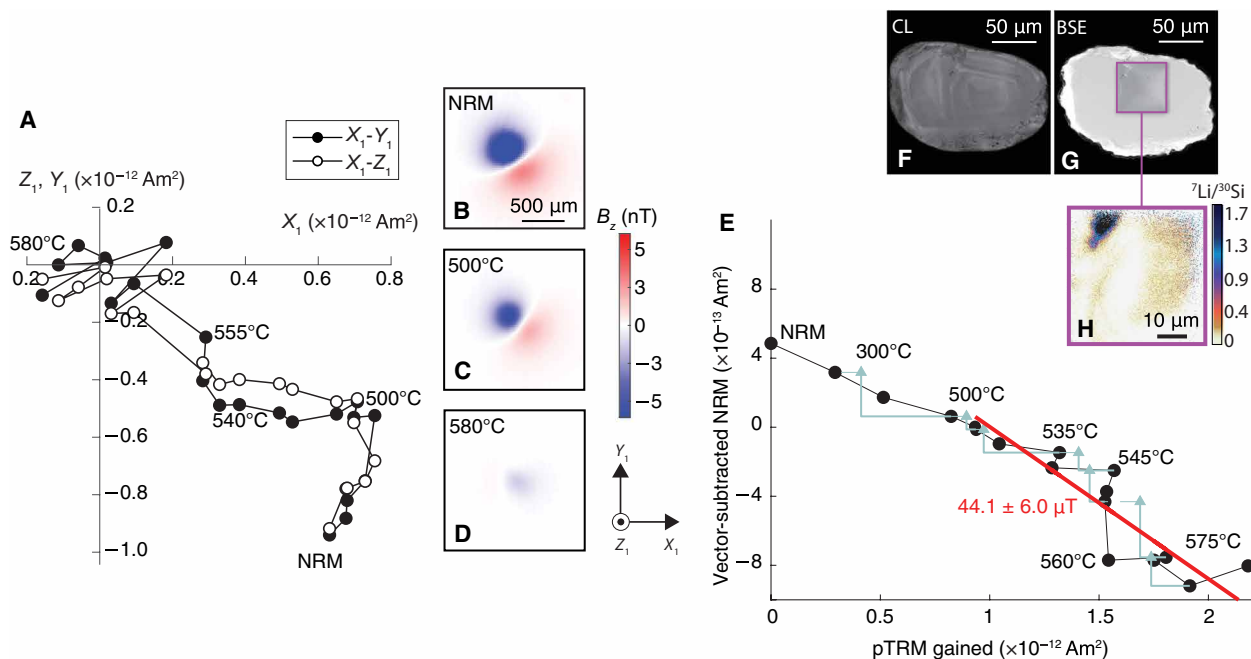 A
X₁-Y₁
X₁-Z₁
Z₁, Y₁ (×10⁻¹² Am²)
X₁ (×10⁻¹² Am²)
0.2
580°C
0.2
0.2
0.4
0.6
0.8
−0.2
555°C
−0.4
500°C
540°C
−0.6
−0.8
−1.0
NRM
NRM
B
500 μm
500°C
C
580°C
D
B_z (nT)
6
3
0
−3
−5
Y₁
Z₁
X₁
CL
50 μm
F
BSE
50 μm
G
⁷Li/³⁰Si
1.7
1.3
0.9
0.4
0
H
10 μm
E
Vector-subtracted NRM (×10⁻¹³ Am²)
4
0
−4
−8
NRM
300°C
500°C
535°C
545°C
44.1 ± 6.0 μT
560°C
575°C
0
0.5
1
1.5
2
pTRM gained (×10⁻¹² Am²)